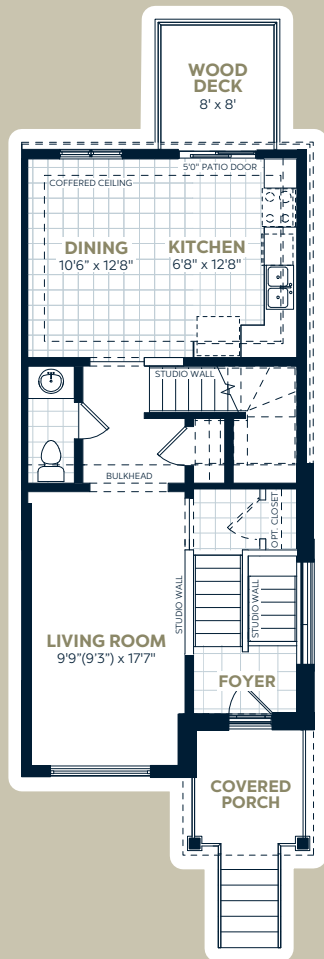 WOOD
DECK
8' x 8'
5'0" PATIO DOOR
COFFERED CEILING
DINING
10'6” x 12'8"
KITCHEN
6'8" x 12'8"
STUDIO WALL
BULKHEAD
OPT. CLOSET
STUDIO WALL
STUDIO WALL
LIVING ROOM
9'9”(9’3”) x 17'7"
FOYER
COVERED
PORCH